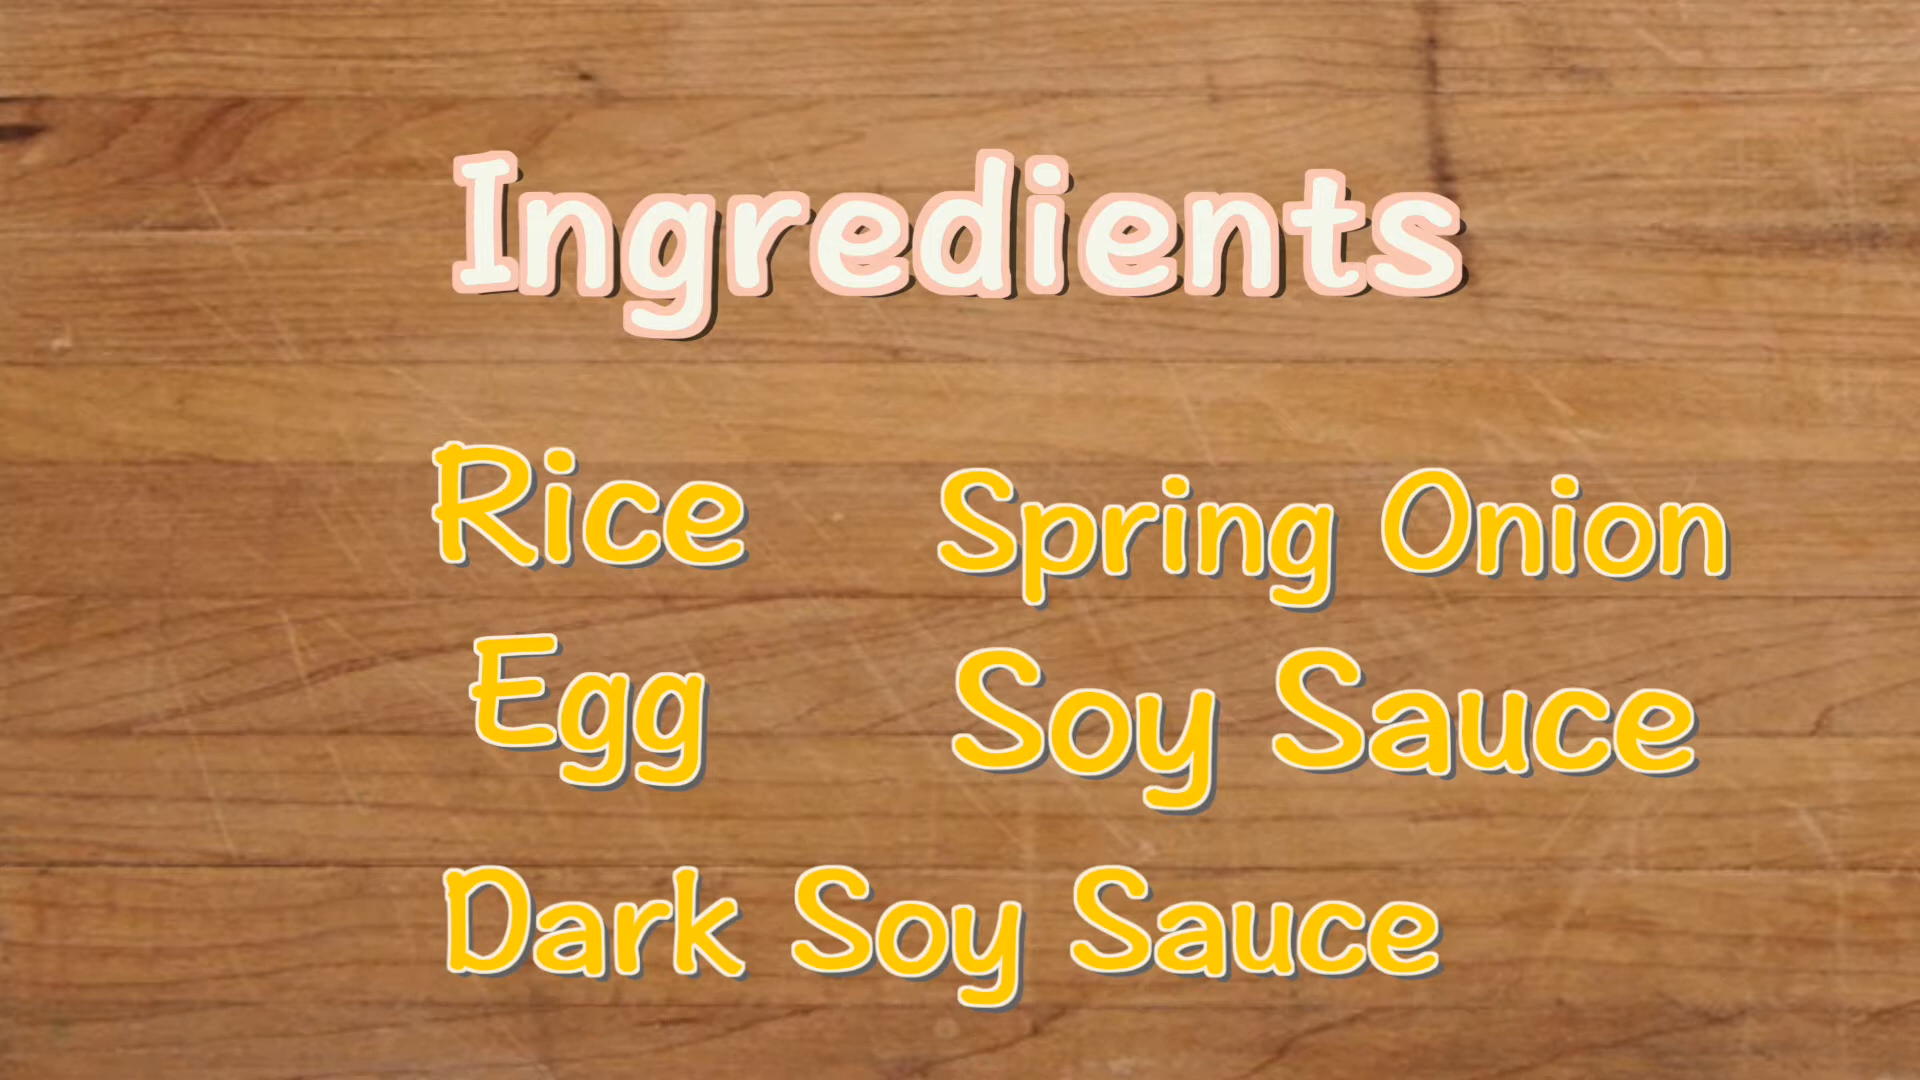 Ingredients
Rice
Spring Onion
Egg
Soy Sauce
Dark Soy Sauce